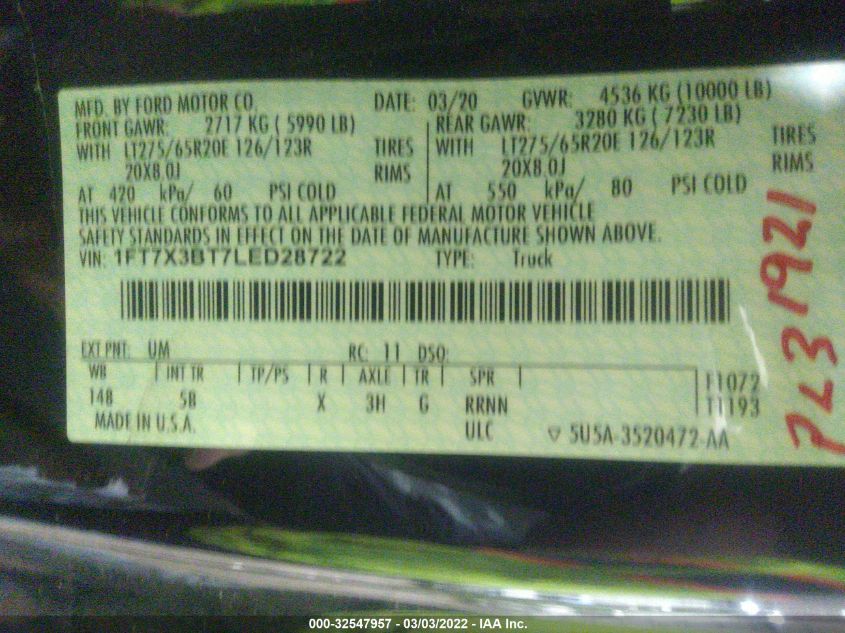 MFD. BY FORD MOTOR CO. DATE: 03/20 GVWR: 4536 KG (10000 LB)
FRONT GAWR: 2717 KG ( 5990 LB) REAR GAWR: 3280 KG ( 7230 LB)
WITH LT275/65R20E 126/123R TIRES WITH LT275/65R20E 126/123R TIRES
20X8.0J RIMS 20X8.0J RIMS
AT 420 kPa/ 60 PSI COLD AT 550 kPa/ 80 PSI COLD
THIS VEHICLE CONFORMS TO ALL APPLICABLE FEDERAL MOTOR VEHICLE
SAFETY STANDARDS IN EFFECT ON THE DATE OF MANUFACTURE SHOWN ABOVE.
VIN: 1FT7X3BT7LED28722 TYPE: Truck
EXT PNT: UM RC: 11 DSO:
WB INT TR TP/PS R AXLE TR SPR 11072
148 5B X 3H G RRNN T1193
MADE IN U.S.A. ULC ▽ 5U5A-3520472-AA
PL31921
000-32547957 - 03/03/2022 - IAA Inc.